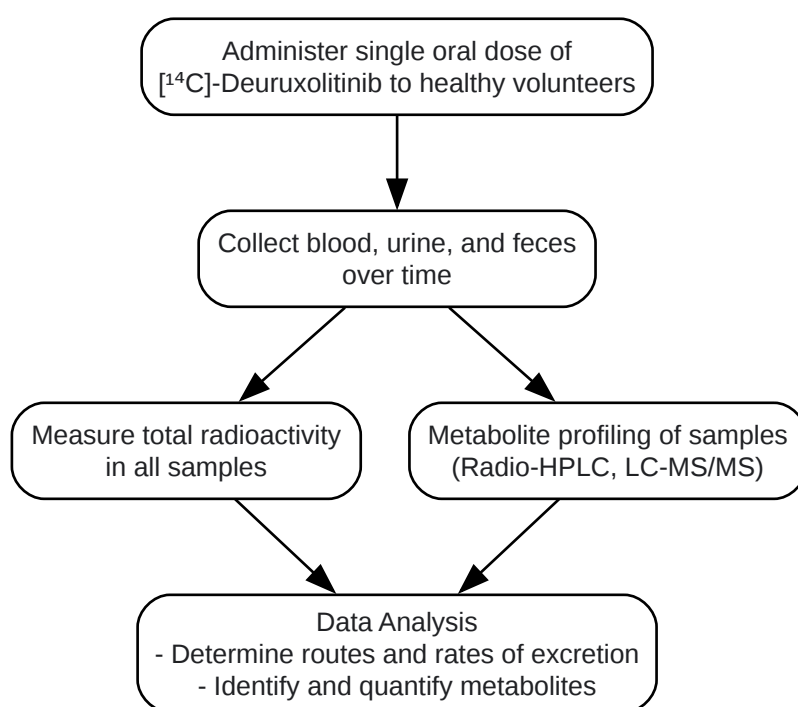 Administer single oral dose of
[¹⁴C]-Deuruxolitinib to healthy volunteers
Collect blood, urine, and feces
over time
Measure total radioactivity
in all samples
Metabolite profiling of samples
(Radio-HPLC, LC-MS/MS)
Data Analysis
- Determine routes and rates of excretion
- Identify and quantify metabolites